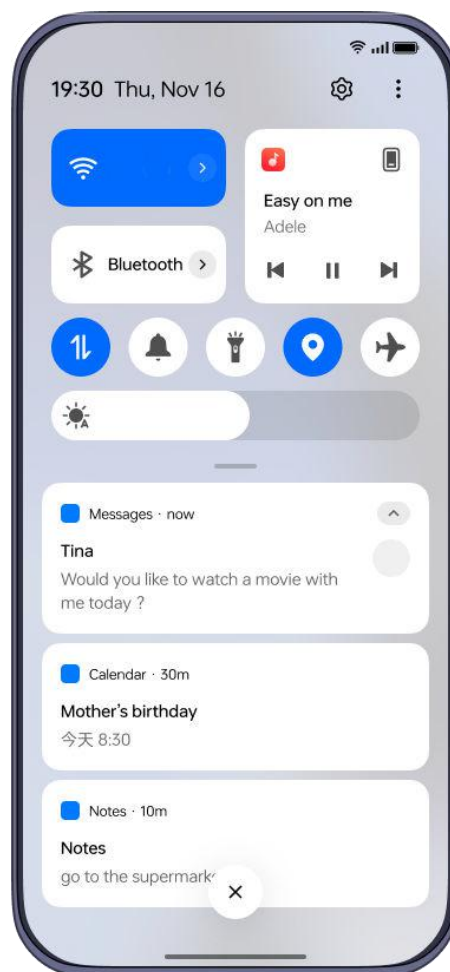 19:30 Thu, Nov 16
Easy on me
Adele
Bluetooth
A
Messages · now
Tina
Would you like to watch a movie with
me today ?
Calendar · 30m
Mother's birthday
今天 8:30
Notes · 10m
Notes
go to the